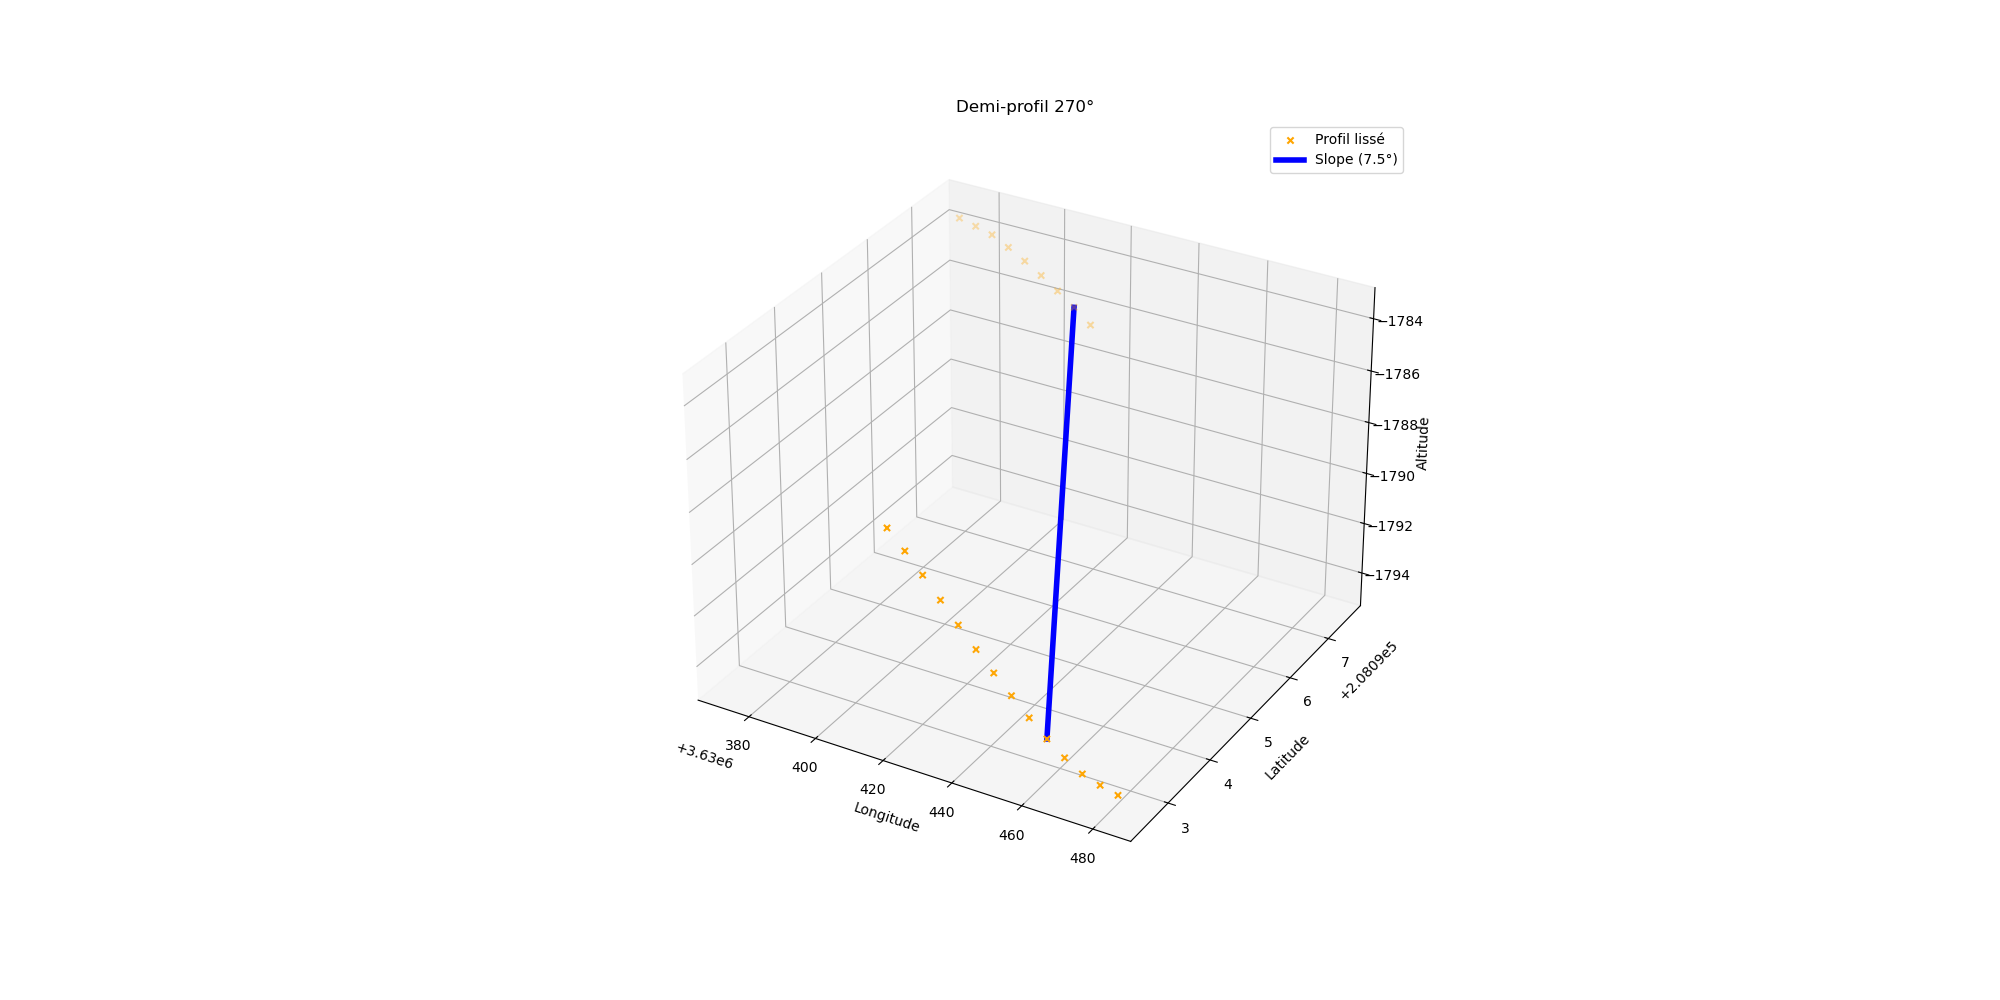 Demi-profil 270°
Profil lissé
Slope (7.5°)
−1784
−1786
−1788
−1790
−1792
−1794
Altitude
7
6
5
4
3
+2.0809e5
Latitude
380
400
420
440
460
480
+3.63e6
Longitude